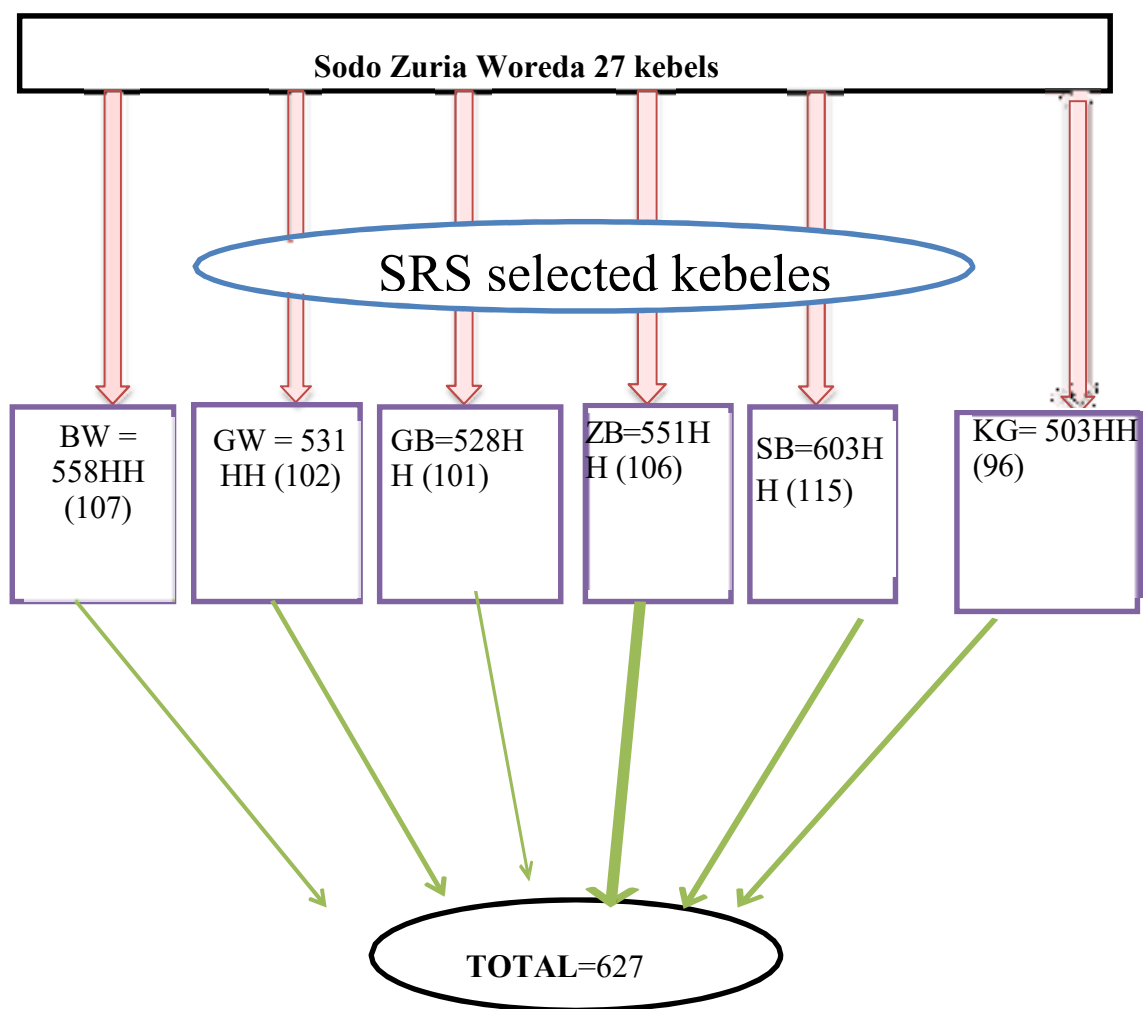 Sodo Zuria Woreda 27 kebels
SRS selected kebeles
BW =
558HH
(107)
GW = 531
HH (102)
GB=528H
H (101)
ZB=551H
H (106)
SB=603H
H (115)
KG= 503HH
(96)
TOTAL=627